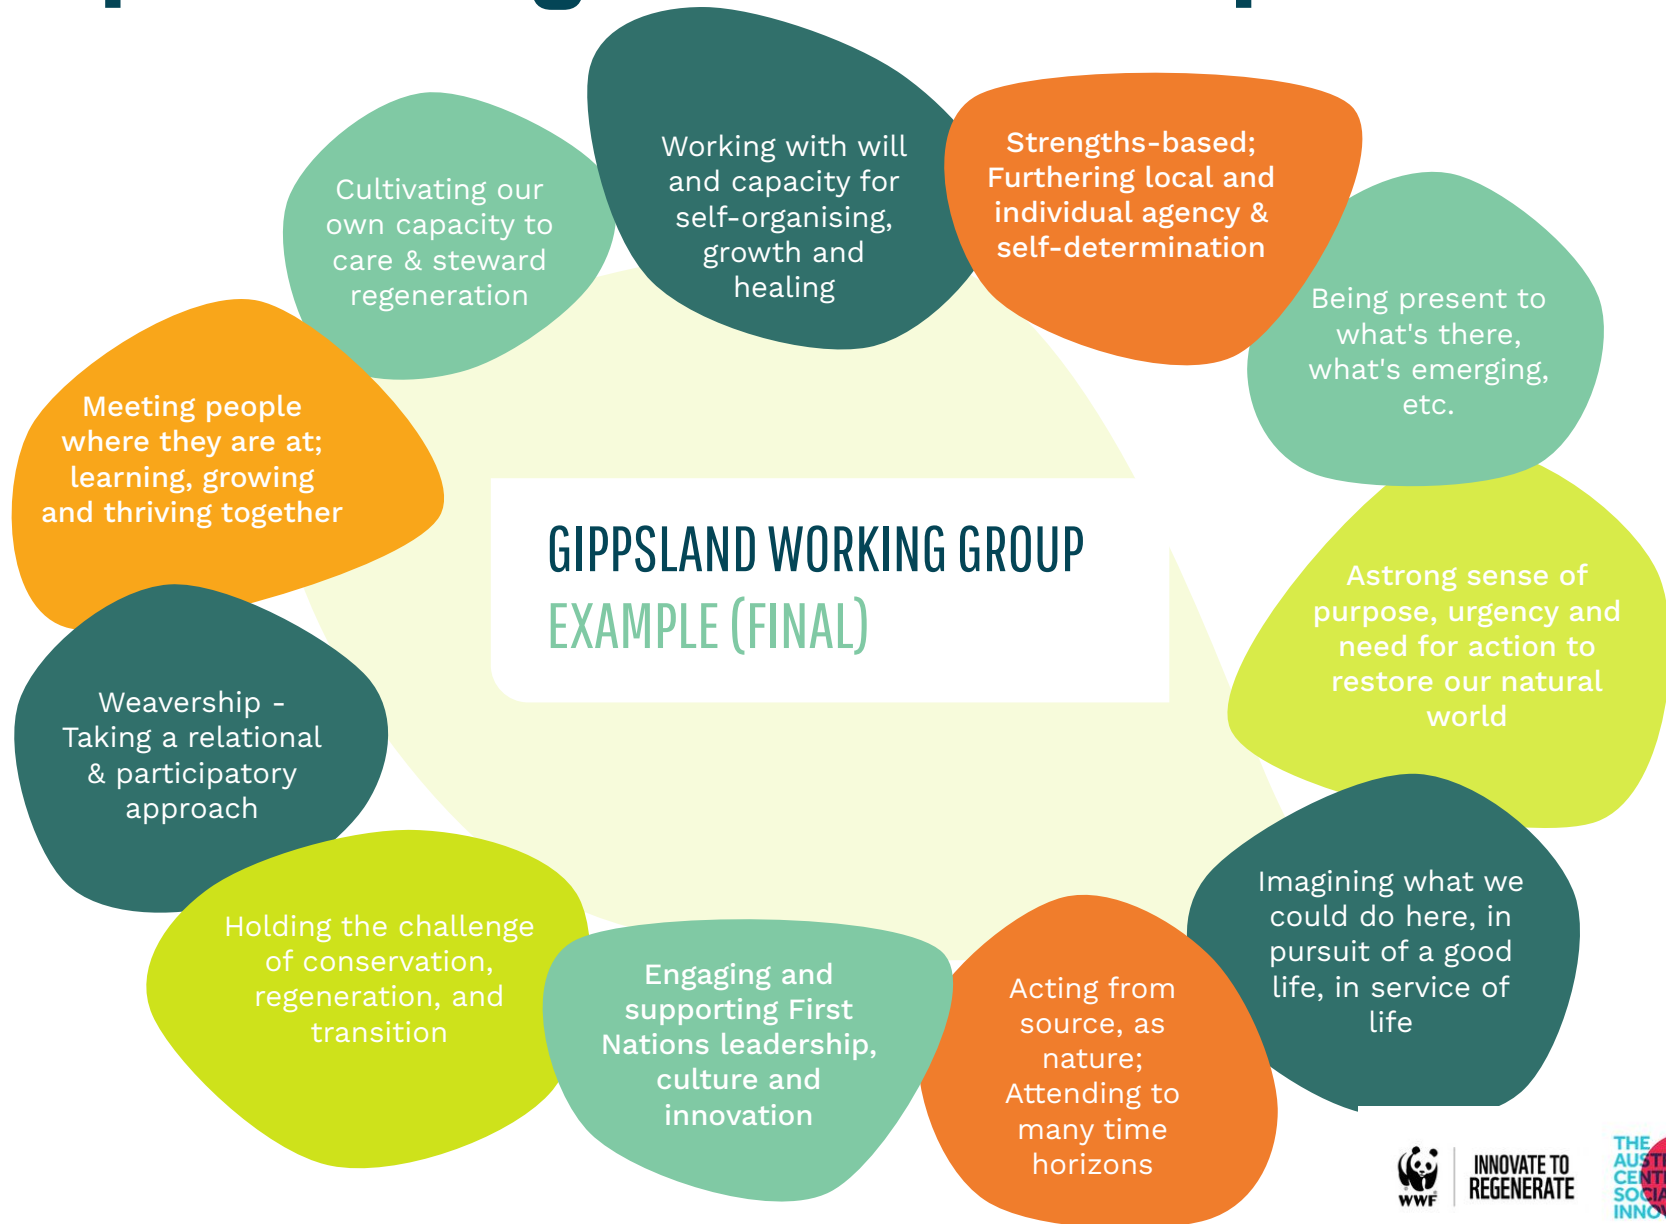 Working with will
and capacity for
self-organising,
growth and
healing
Strengths-based;
Furthering local and
individual agency &
self-determination
Being present to
what's there,
what's emerging,
etc.
Astrong sense of
purpose, urgency and
need for action to
restore our natural
world
Imagining what we
could do here, in
pursuit of a good
life, in service of
life
Acting from
source, as
nature;
Attending to
many time
horizons
Engaging and
supporting First
Nations leadership,
culture and
innovation
Holding the challenge
of conservation,
regeneration, and
transition
Weavership -
Taking a relational
& participatory
approach
Meeting people
where they are at;
learning, growing
and thriving together
Cultivating our
own capacity to
care & steward
regeneration
GIPPSLAND WORKING GROUP
EXAMPLE (FINAL)
WWF
INNOVATE TO
REGENERATE
THE